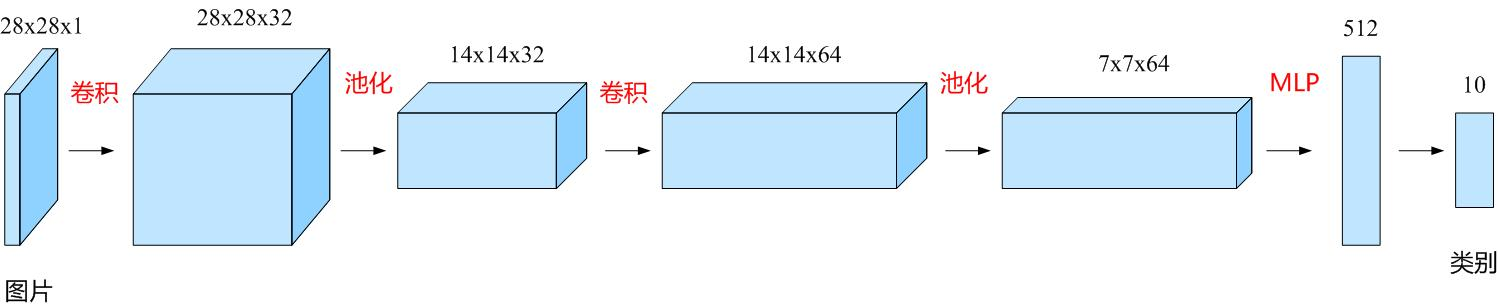 28x28x1
卷积
28x28x32
池化
14x14x32
卷积
14x14x64
池化
7x7x64
MLP
512
10
图片
类别